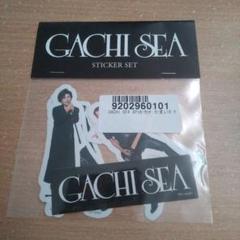 GACHI SEA
STICKER SET
9202960101
GACHI SEA